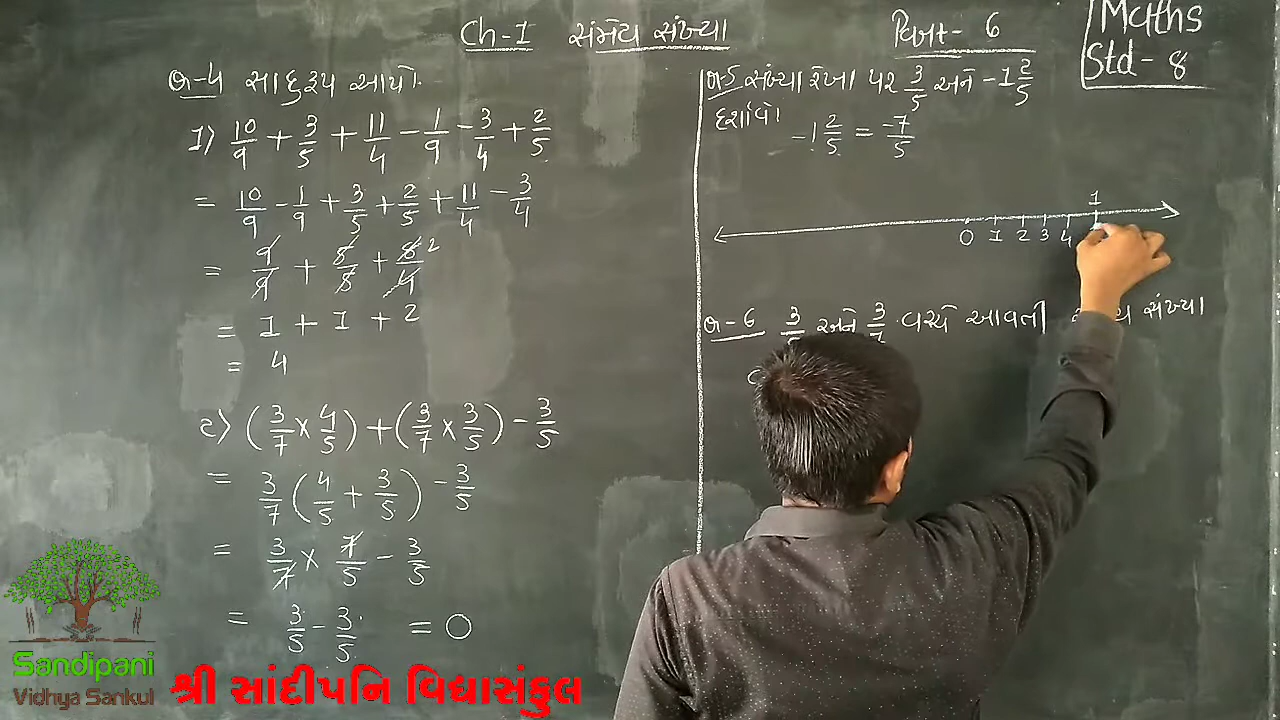 Ch-1 સંમેય સંખ્યા
વિભાગ- 6
Maths
Std - 8
પ્ર-4 સાદુરૂપ આપો.
1) 10/9 + 3/5 + 11/4 - 1/9 - 3/4 + 2/5
= 10/9 - 1/9 + 3/5 + 2/5 + 11/4 - 3/4
= 9/9 + 5/5 + 8/4 2
= 1 + 1 + 2
= 4
2) (3/7 × 4/5) + (3/7 × 3/5) - 3/5
= 3/7 (4/5 + 3/5) - 3/5
= 3/7 × 7/5 - 3/5
= 3/5 - 3/5 = 0
પ્ર-5 સંખ્યા રેખા પર 3/5 અને -1 2/5
દર્શાવો.
-1 2/5 = -7/5
1
0 1 2 3 4
પ્ર-6 3/5 અને 3/7 વચ્ચે આવતી સંખ્યા
Sandipani
Vidhya Sankul
શ્રી સાંદીપનિ વિદ્યાસંકુલ